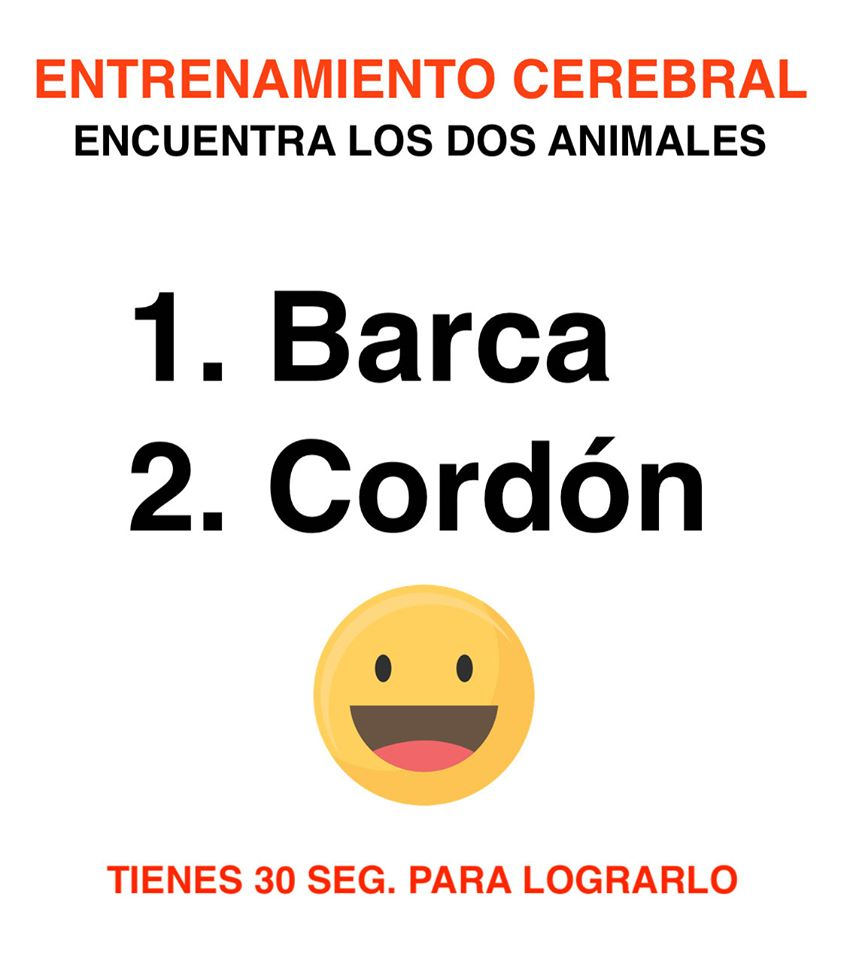 ENTRENAMIENTO CEREBRAL
ENCUENTRA LOS DOS ANIMALES
1. Barca
2. Cordón
TIENES 30 SEG. PARA LOGRARLO